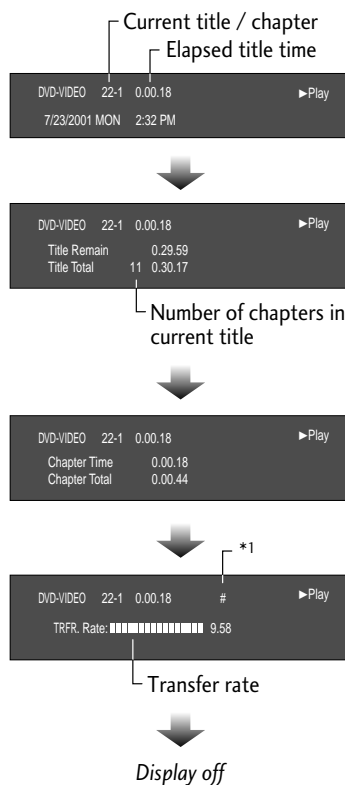 Current title / chapter
Elapsed title time
DVD-VIDEO 22-1 0.00.18 ►Play
7/23/2001 MON 2:32 PM
DVD-VIDEO 22-1 0.00.18 ►Play
Title Remain 0.29.59
Title Total 11 0.30.17
Number of chapters in
current title
DVD-VIDEO 22-1 0.00.18 ►Play
Chapter Time 0.00.18
Chapter Total 0.00.44
*1
DVD-VIDEO 22-1 0.00.18 # ►Play
TRFR. Rate: 9.58
Transfer rate
Display off